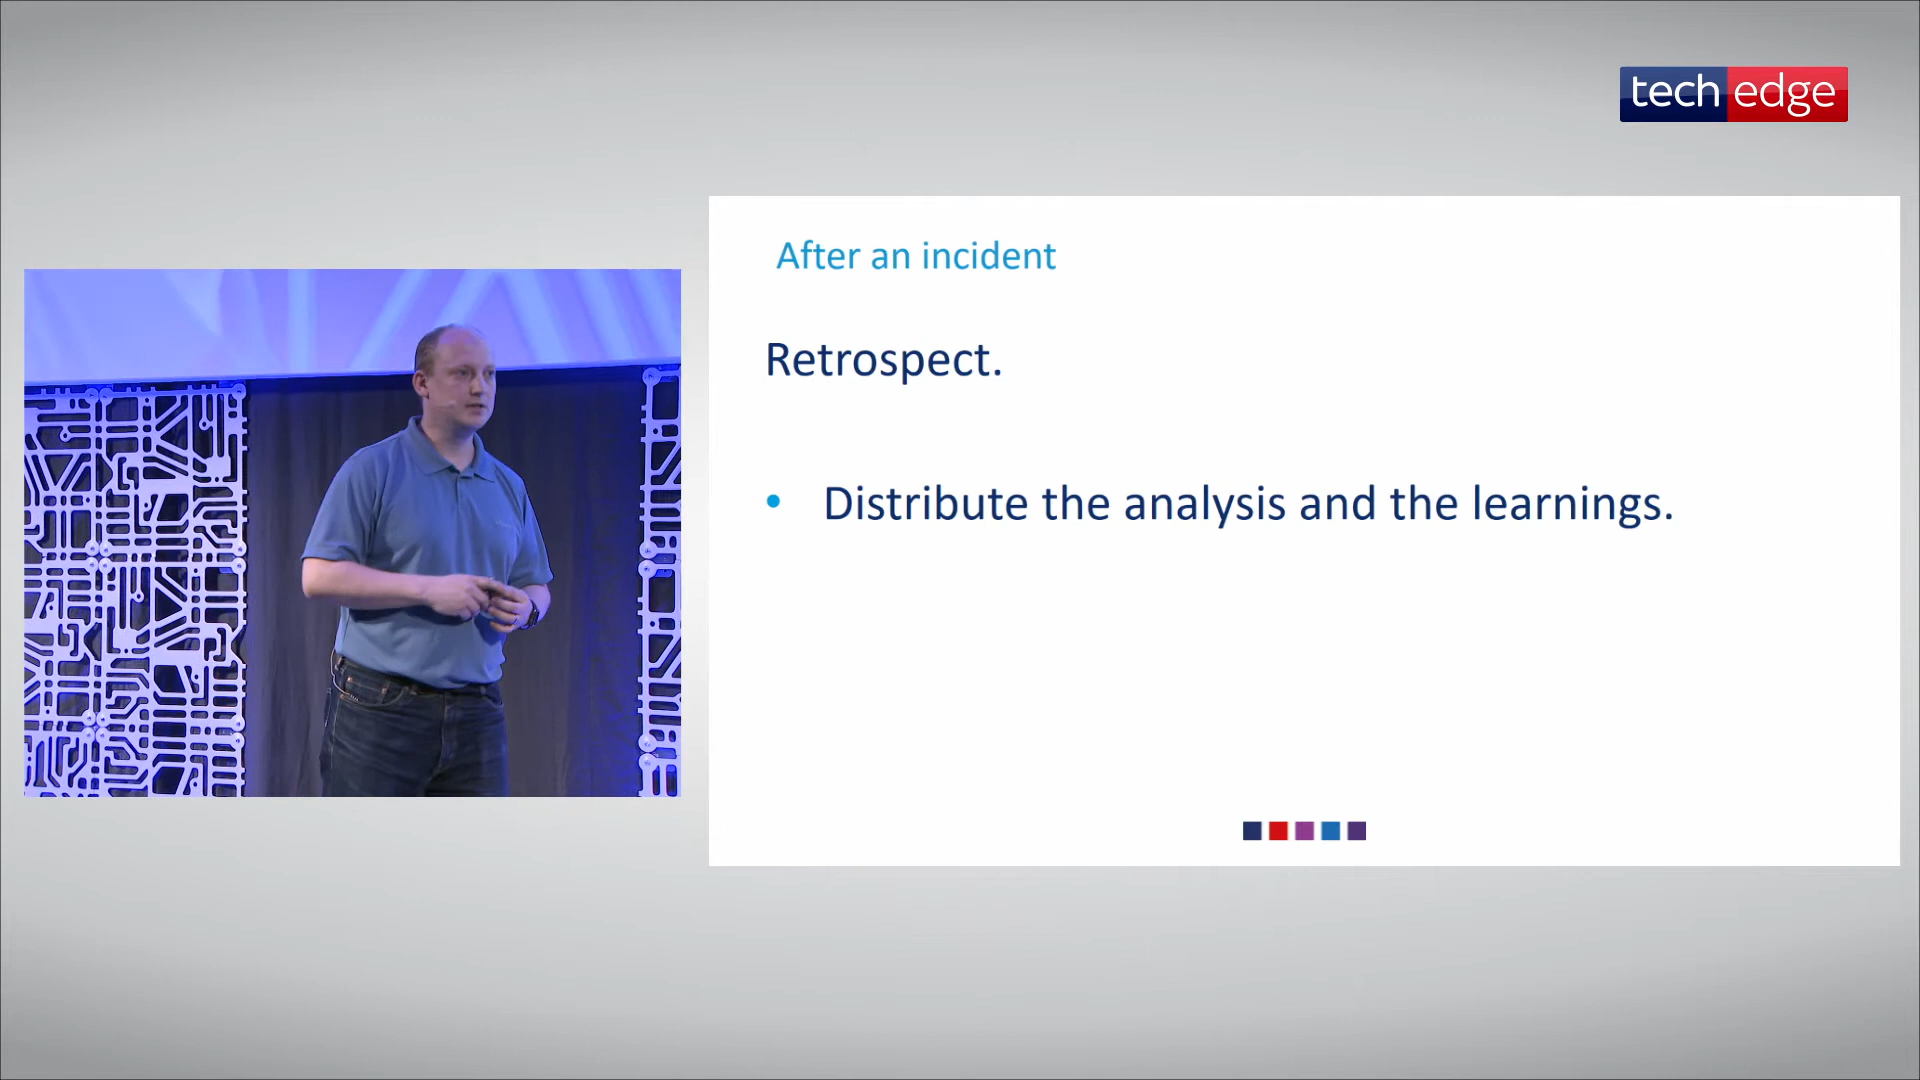 tech edge
After an incident
Retrospect.
• Distribute the analysis and the learnings.